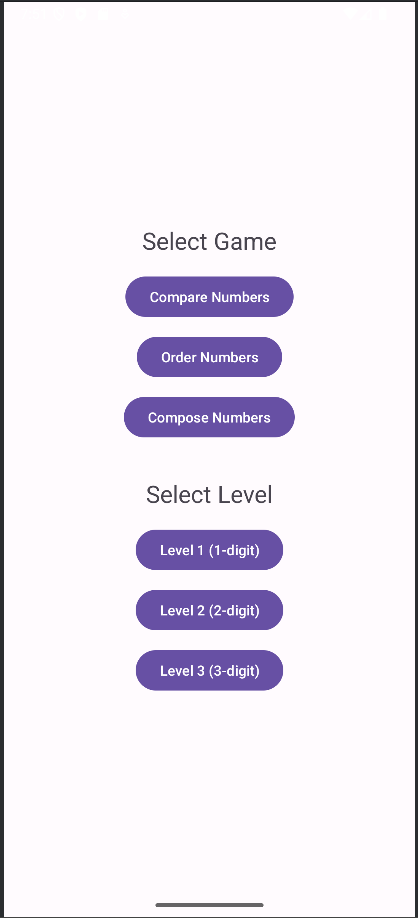 Select Game
Compare Numbers
Order Numbers
Compose Numbers
Select Level
Level 1 (1-digit)
Level 2 (2-digit)
Level 3 (3-digit)